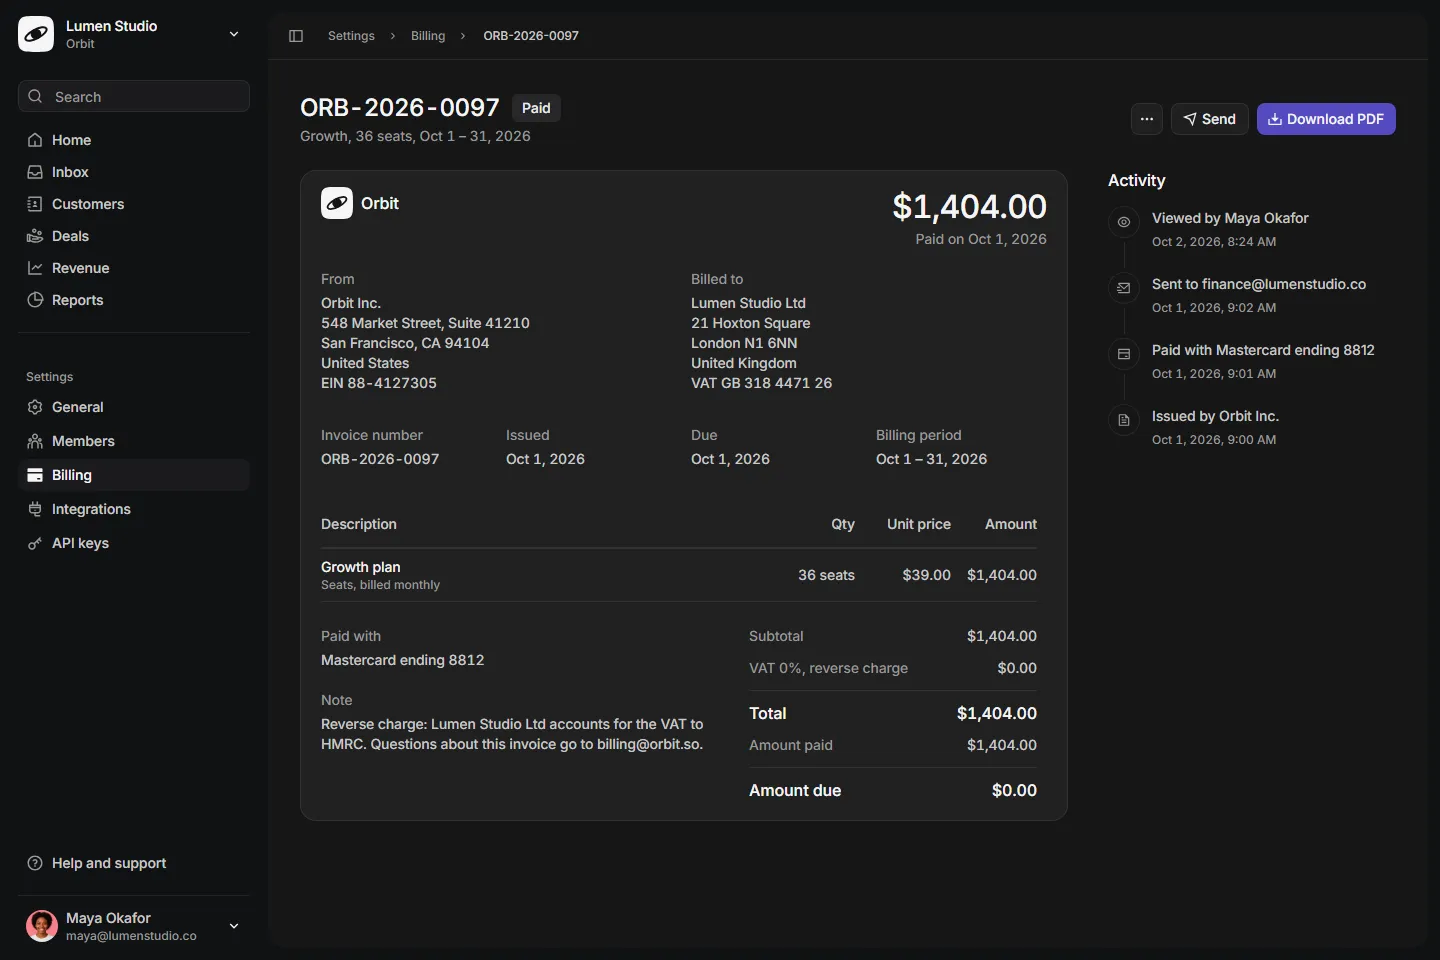 Lumen Studio
Orbit
Search
Home
Inbox
Customers
Deals
Revenue
Reports
Settings
General
Members
Billing
Integrations
API keys
Help and support
Maya Okafor
maya@lumenstudio.co
Settings
Billing
ORB-2026-0097
ORB-2026-0097
Paid
Growth, 36 seats, Oct 1 – 31, 2026
Send
Download PDF
Orbit
$1,404.00
Paid on Oct 1, 2026
From
Orbit Inc.
548 Market Street, Suite 41210
San Francisco, CA 94104
United States
EIN 88-4127305
Billed to
Lumen Studio Ltd
21 Hoxton Square
London N1 6NN
United Kingdom
VAT GB 318 4471 26
Invoice number
ORB-2026-0097
Issued
Oct 1, 2026
Due
Oct 1, 2026
Billing period
Oct 1 – 31, 2026
Description Qty Unit price Amount
Growth plan
Seats, billed monthly
36 seats $39.00 $1,404.00
Paid with
Mastercard ending 8812
Note
Reverse charge: Lumen Studio Ltd accounts for the VAT to
HMRC. Questions about this invoice go to billing@orbit.so.
Subtotal $1,404.00
VAT 0%, reverse charge $0.00
Total $1,404.00
Amount paid $1,404.00
Amount due $0.00
Activity
Viewed by Maya Okafor
Oct 2, 2026, 8:24 AM
Sent to finance@lumenstudio.co
Oct 1, 2026, 9:02 AM
Paid with Mastercard ending 8812
Oct 1, 2026, 9:01 AM
Issued by Orbit Inc.
Oct 1, 2026, 9:00 AM